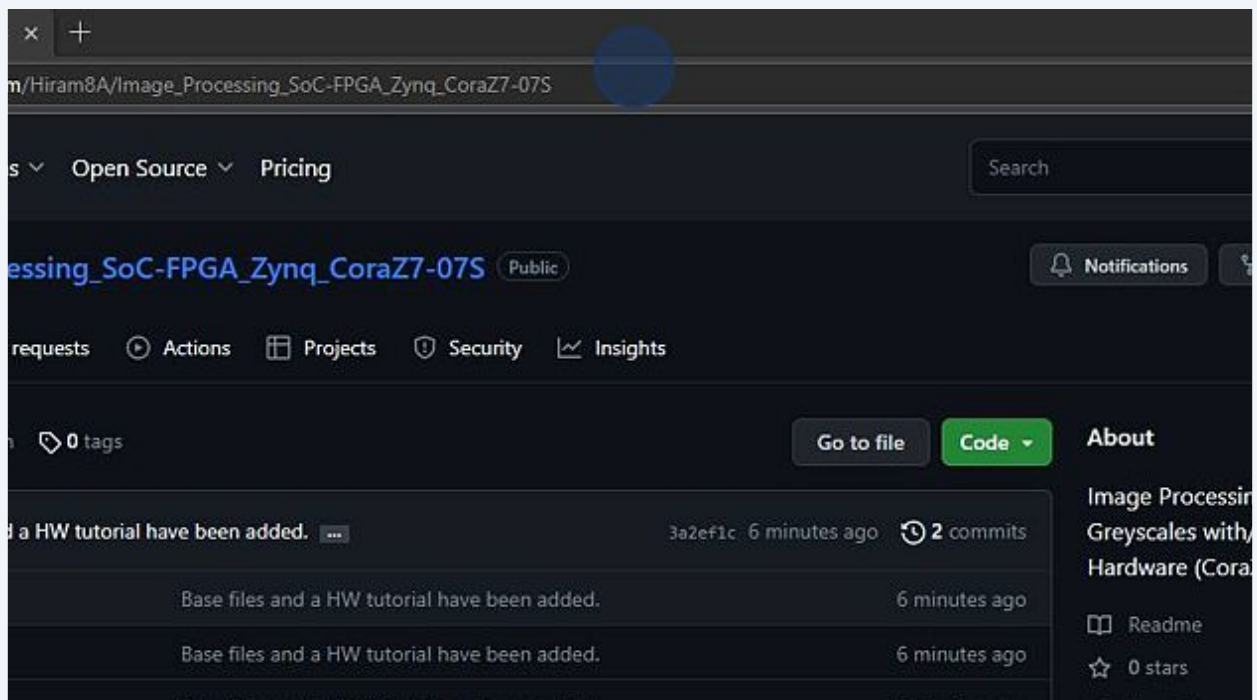 m/Hiram8A/Image_Processing_SoC-FPGA_Zynq_CoraZ7-07S
s Open Source Pricing Search
essing_SoC-FPGA_Zynq_CoraZ7-07S Public Notifications
requests Actions Projects Security Insights
0 tags Go to file Code About
Image Processin
Greyscales with/
Hardware (Cora
d a HW tutorial have been added. ... 3a2ef1c 6 minutes ago 2 commits
Base files and a HW tutorial have been added. 6 minutes ago
Readme
Base files and a HW tutorial have been added. 6 minutes ago
0 stars